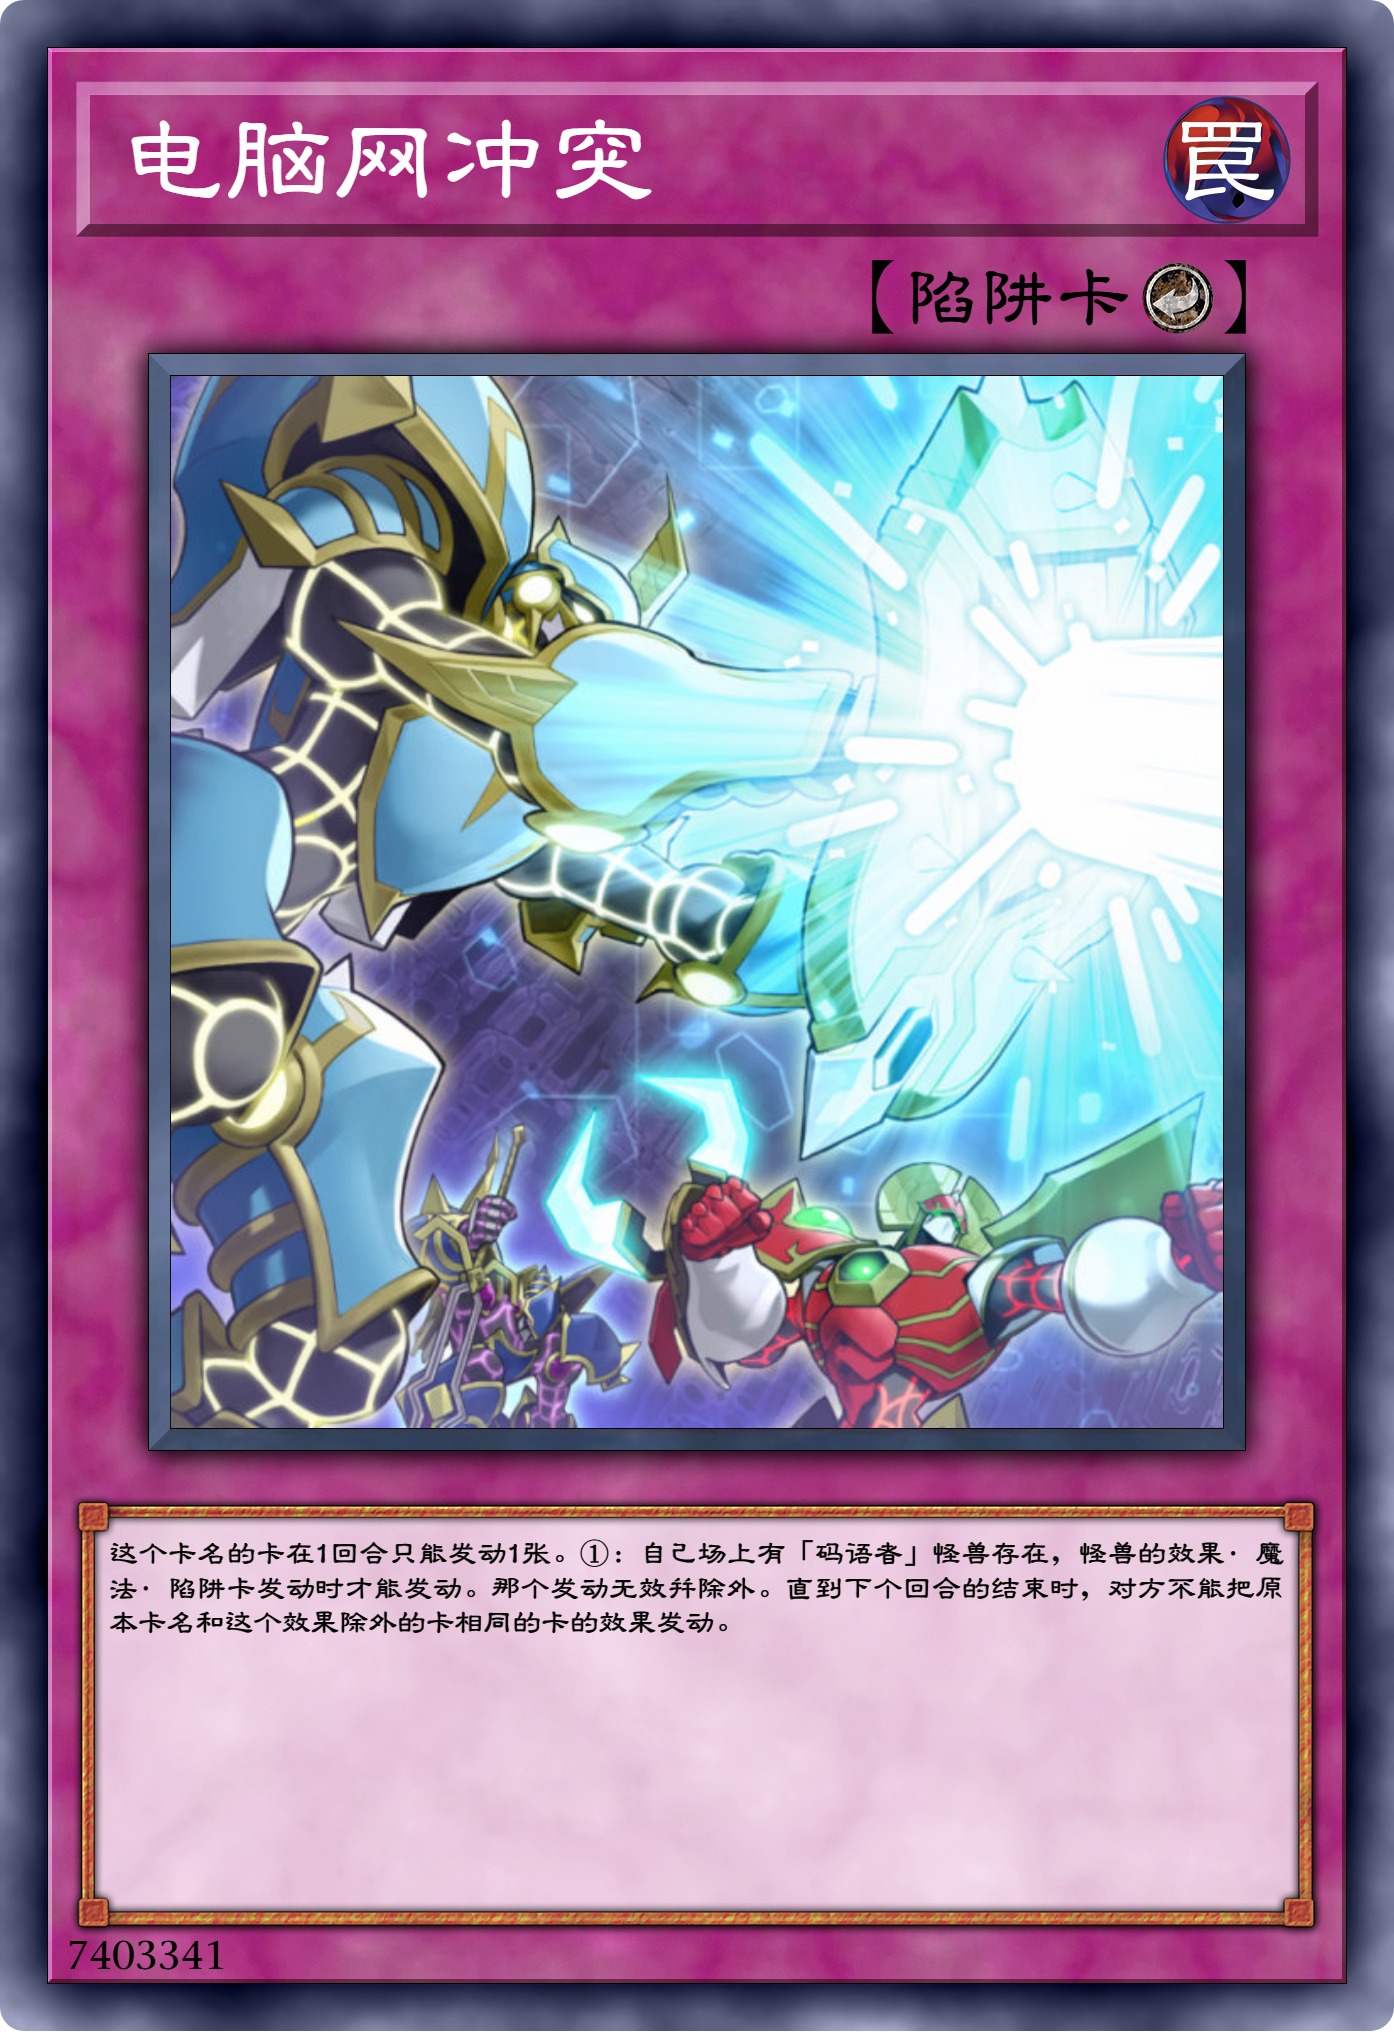 电脑网冲突
罠
【陷阱卡】
这个卡名的卡在1回合只能发动1张。①：自己场上有「码语者」怪兽存在，怪兽的效果·魔
法·陷阱卡发动时才能发动。那个发动无效并除外。直到下个回合的结束时，对方不能把原
本卡名和这个效果除外的卡相同的卡的效果发动。
7403341